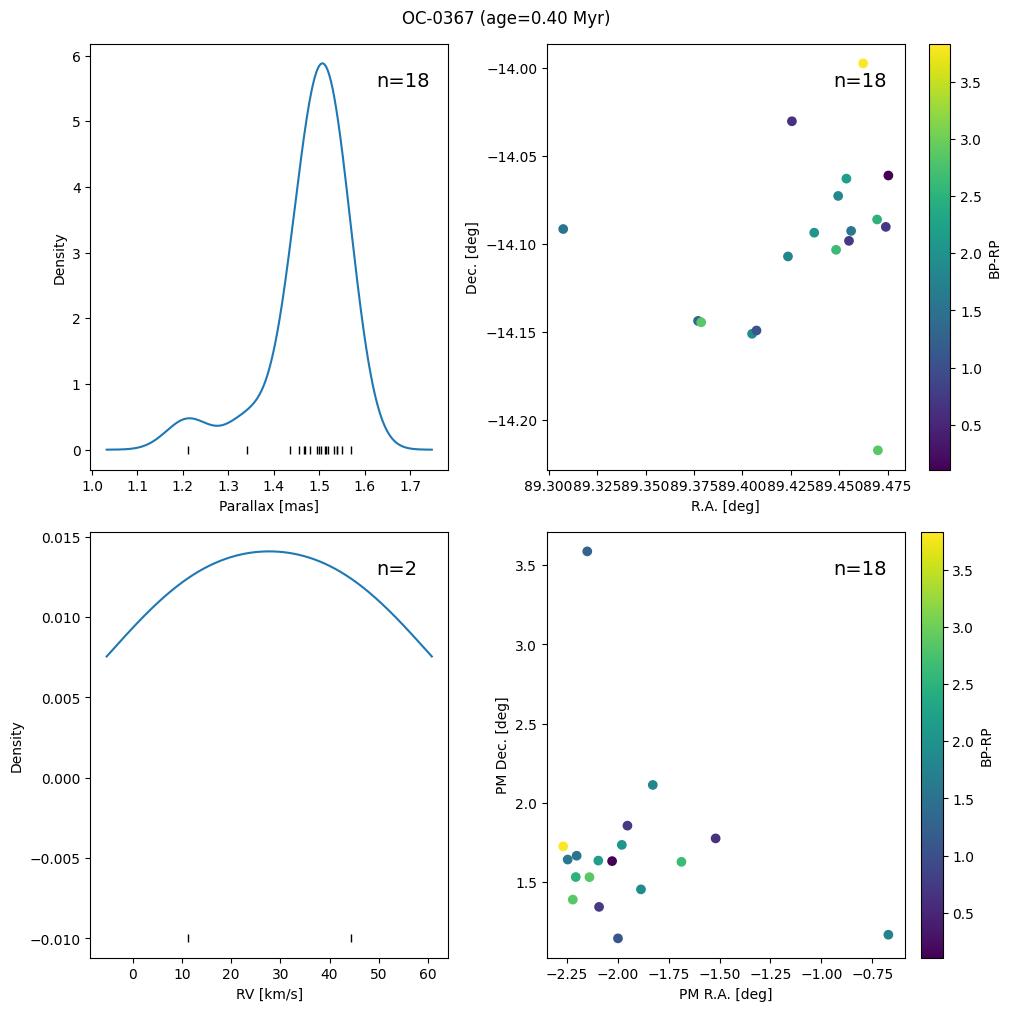 OC-0367 (age=0.40 Myr)
n=18
6
5
4
3
2
1
0
Density
1.0 1.1 1.2 1.3 1.4 1.5 1.6 1.7
Parallax [mas]
n=18
−14.00
−14.05
−14.10
−14.15
−14.20
Dec. [deg]
89.300 89.325 89.350 89.375 89.400 89.425 89.450 89.475
R.A. [deg]
3.5
3.0
2.5
2.0
1.5
1.0
0.5
BP-RP
n=2
0.015
0.010
0.005
0.000
−0.005
−0.010
Density
0 10 20 30 40 50 60
RV [km/s]
n=18
3.5
3.0
2.5
2.0
1.5
PM Dec. [deg]
−2.25 −2.00 −1.75 −1.50 −1.25 −1.00 −0.75
PM R.A. [deg]
3.5
3.0
2.5
2.0
1.5
1.0
0.5
BP-RP